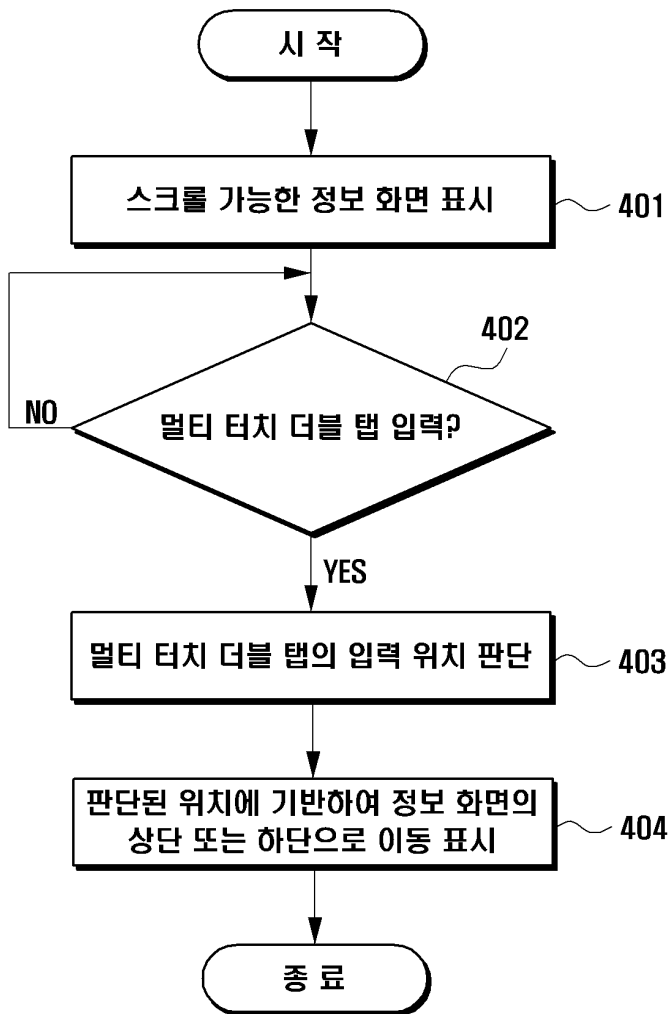 시 작
스크롤 가능한 정보 화면 표시
401
402
멀티 터치 더블 탭 입력?
NO
YES
멀티 터치 더블 탭의 입력 위치 판단
403
판단된 위치에 기반하여 정보 화면의
상단 또는 하단으로 이동 표시
404
종 료